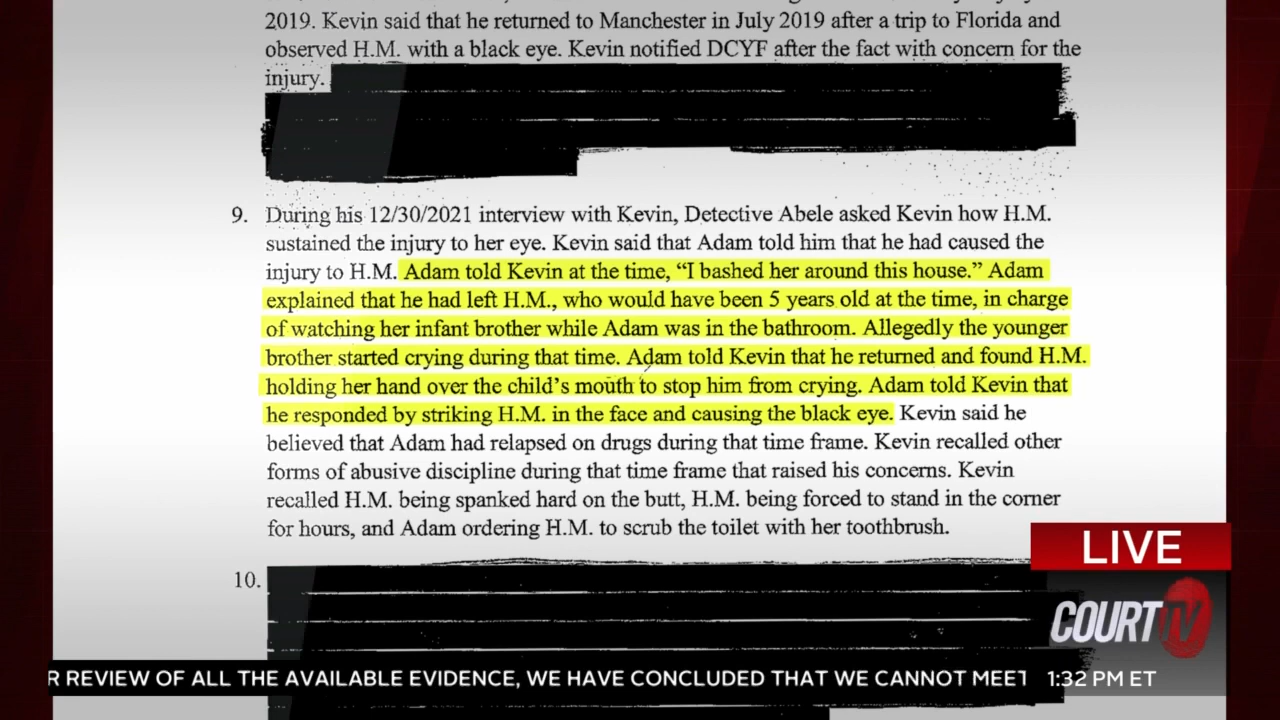 2019. Kevin said that he returned to Manchester in July 2019 after a trip to Florida and
observed H.M. with a black eye. Kevin notified DCYF after the fact with concern for the
injury.
9. During his 12/30/2021 interview with Kevin, Detective Abele asked Kevin how H.M.
sustained the injury to her eye. Kevin said that Adam told him that he had caused the
injury to H.M. Adam told Kevin at the time, “I bashed her around this house.” Adam
explained that he had left H.M., who would have been 5 years old at the time, in charge
of watching her infant brother while Adam was in the bathroom. Allegedly the younger
brother started crying during that time. Adam told Kevin that he returned and found H.M.
holding her hand over the child’s mouth to stop him from crying. Adam told Kevin that
he responded by striking H.M. in the face and causing the black eye. Kevin said he
believed that Adam had relapsed on drugs during that time frame. Kevin recalled other
forms of abusive discipline during that time frame that raised his concerns. Kevin
recalled H.M. being spanked hard on the butt, H.M. being forced to stand in the corner
for hours, and Adam ordering H.M. to scrub the toilet with her toothbrush.
10.
LIVE
COURT TV
R REVIEW OF ALL THE AVAILABLE EVIDENCE, WE HAVE CONCLUDED THAT WE CANNOT MEET
1:32 PM ET